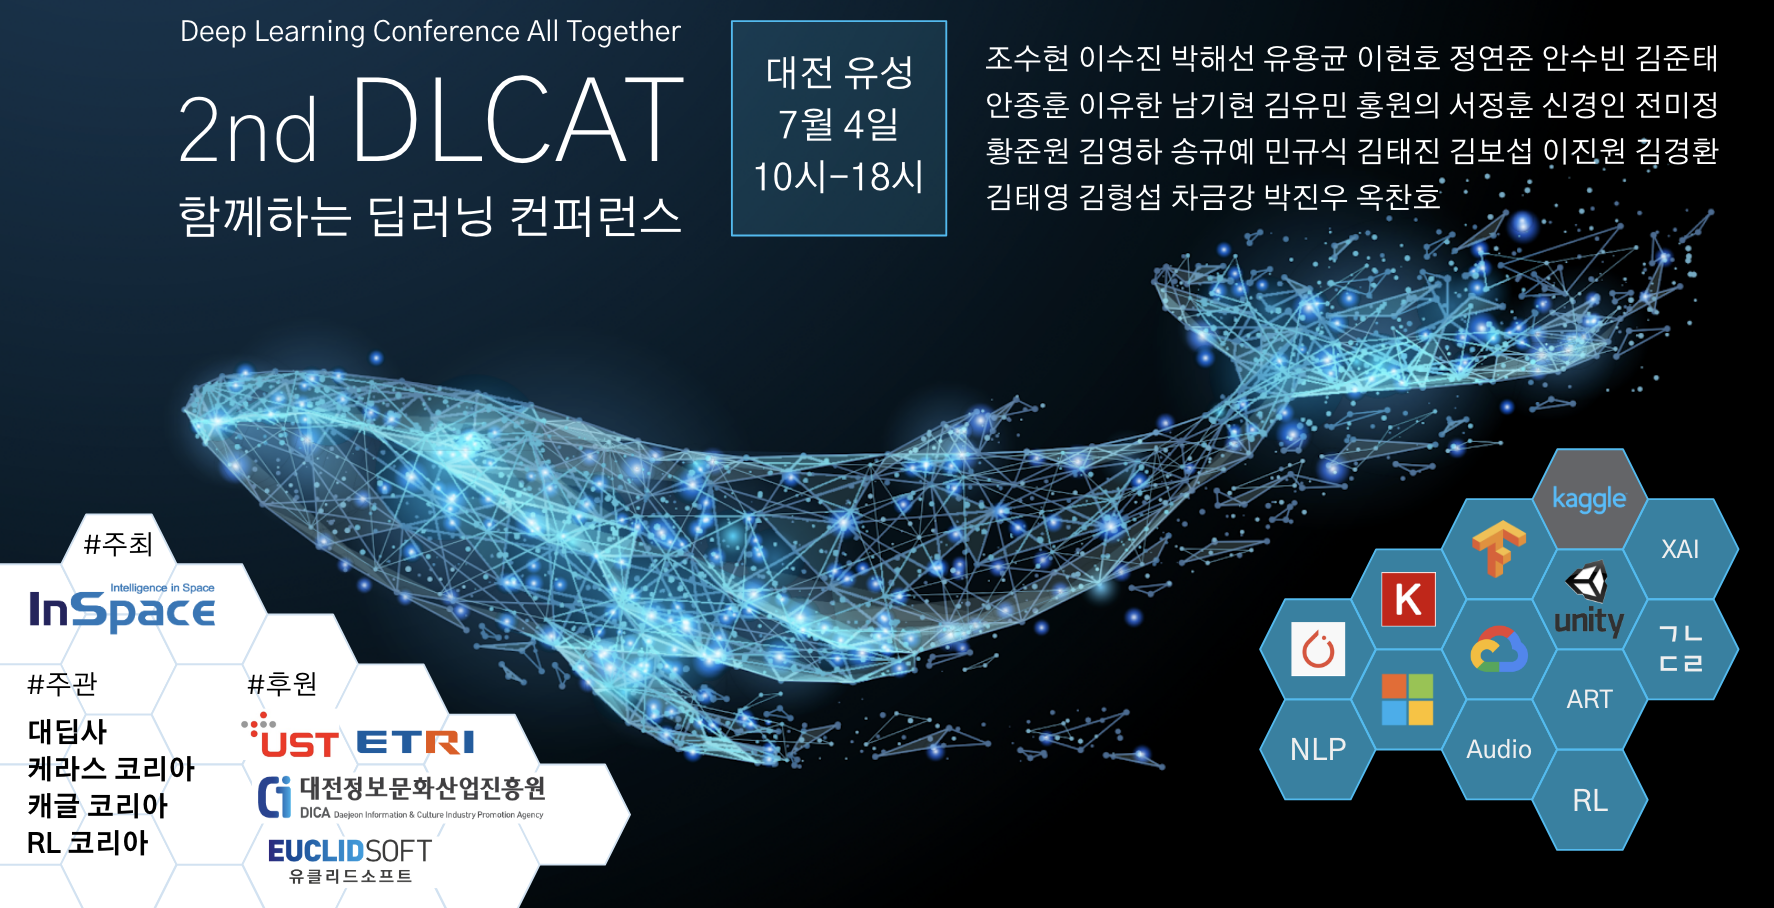 Deep Learning Conference All Together
2nd DLCAT
함께하는 딥러닝 컨퍼런스
대전 유성
7월 4일
10시-18시
조수현 이수진 박해선 유용균 이현호 정연준 안수빈 김준태
안종훈 이유한 남기현 김유민 홍원의 서정훈 신경인 전미정
황준원 김영하 송규예 민규식 김태진 김보섭 이진원 김경환
김태영 김형섭 차금강 박진우 옥찬호
#주최
Intelligence in Space
InSpace
#주관
대딥사
케라스 코리아
캐글 코리아
RL 코리아
#후원
UST ETRI
대전정보문화산업진흥원
DICA Daejeon Information & Culture Industry Promotion Agency
EUCLIDSOFT
유클리드소프트
kaggle
XAI
K
unity
ㄱㄴ
ㄷㄹ
ART
NLP
Audio
RL